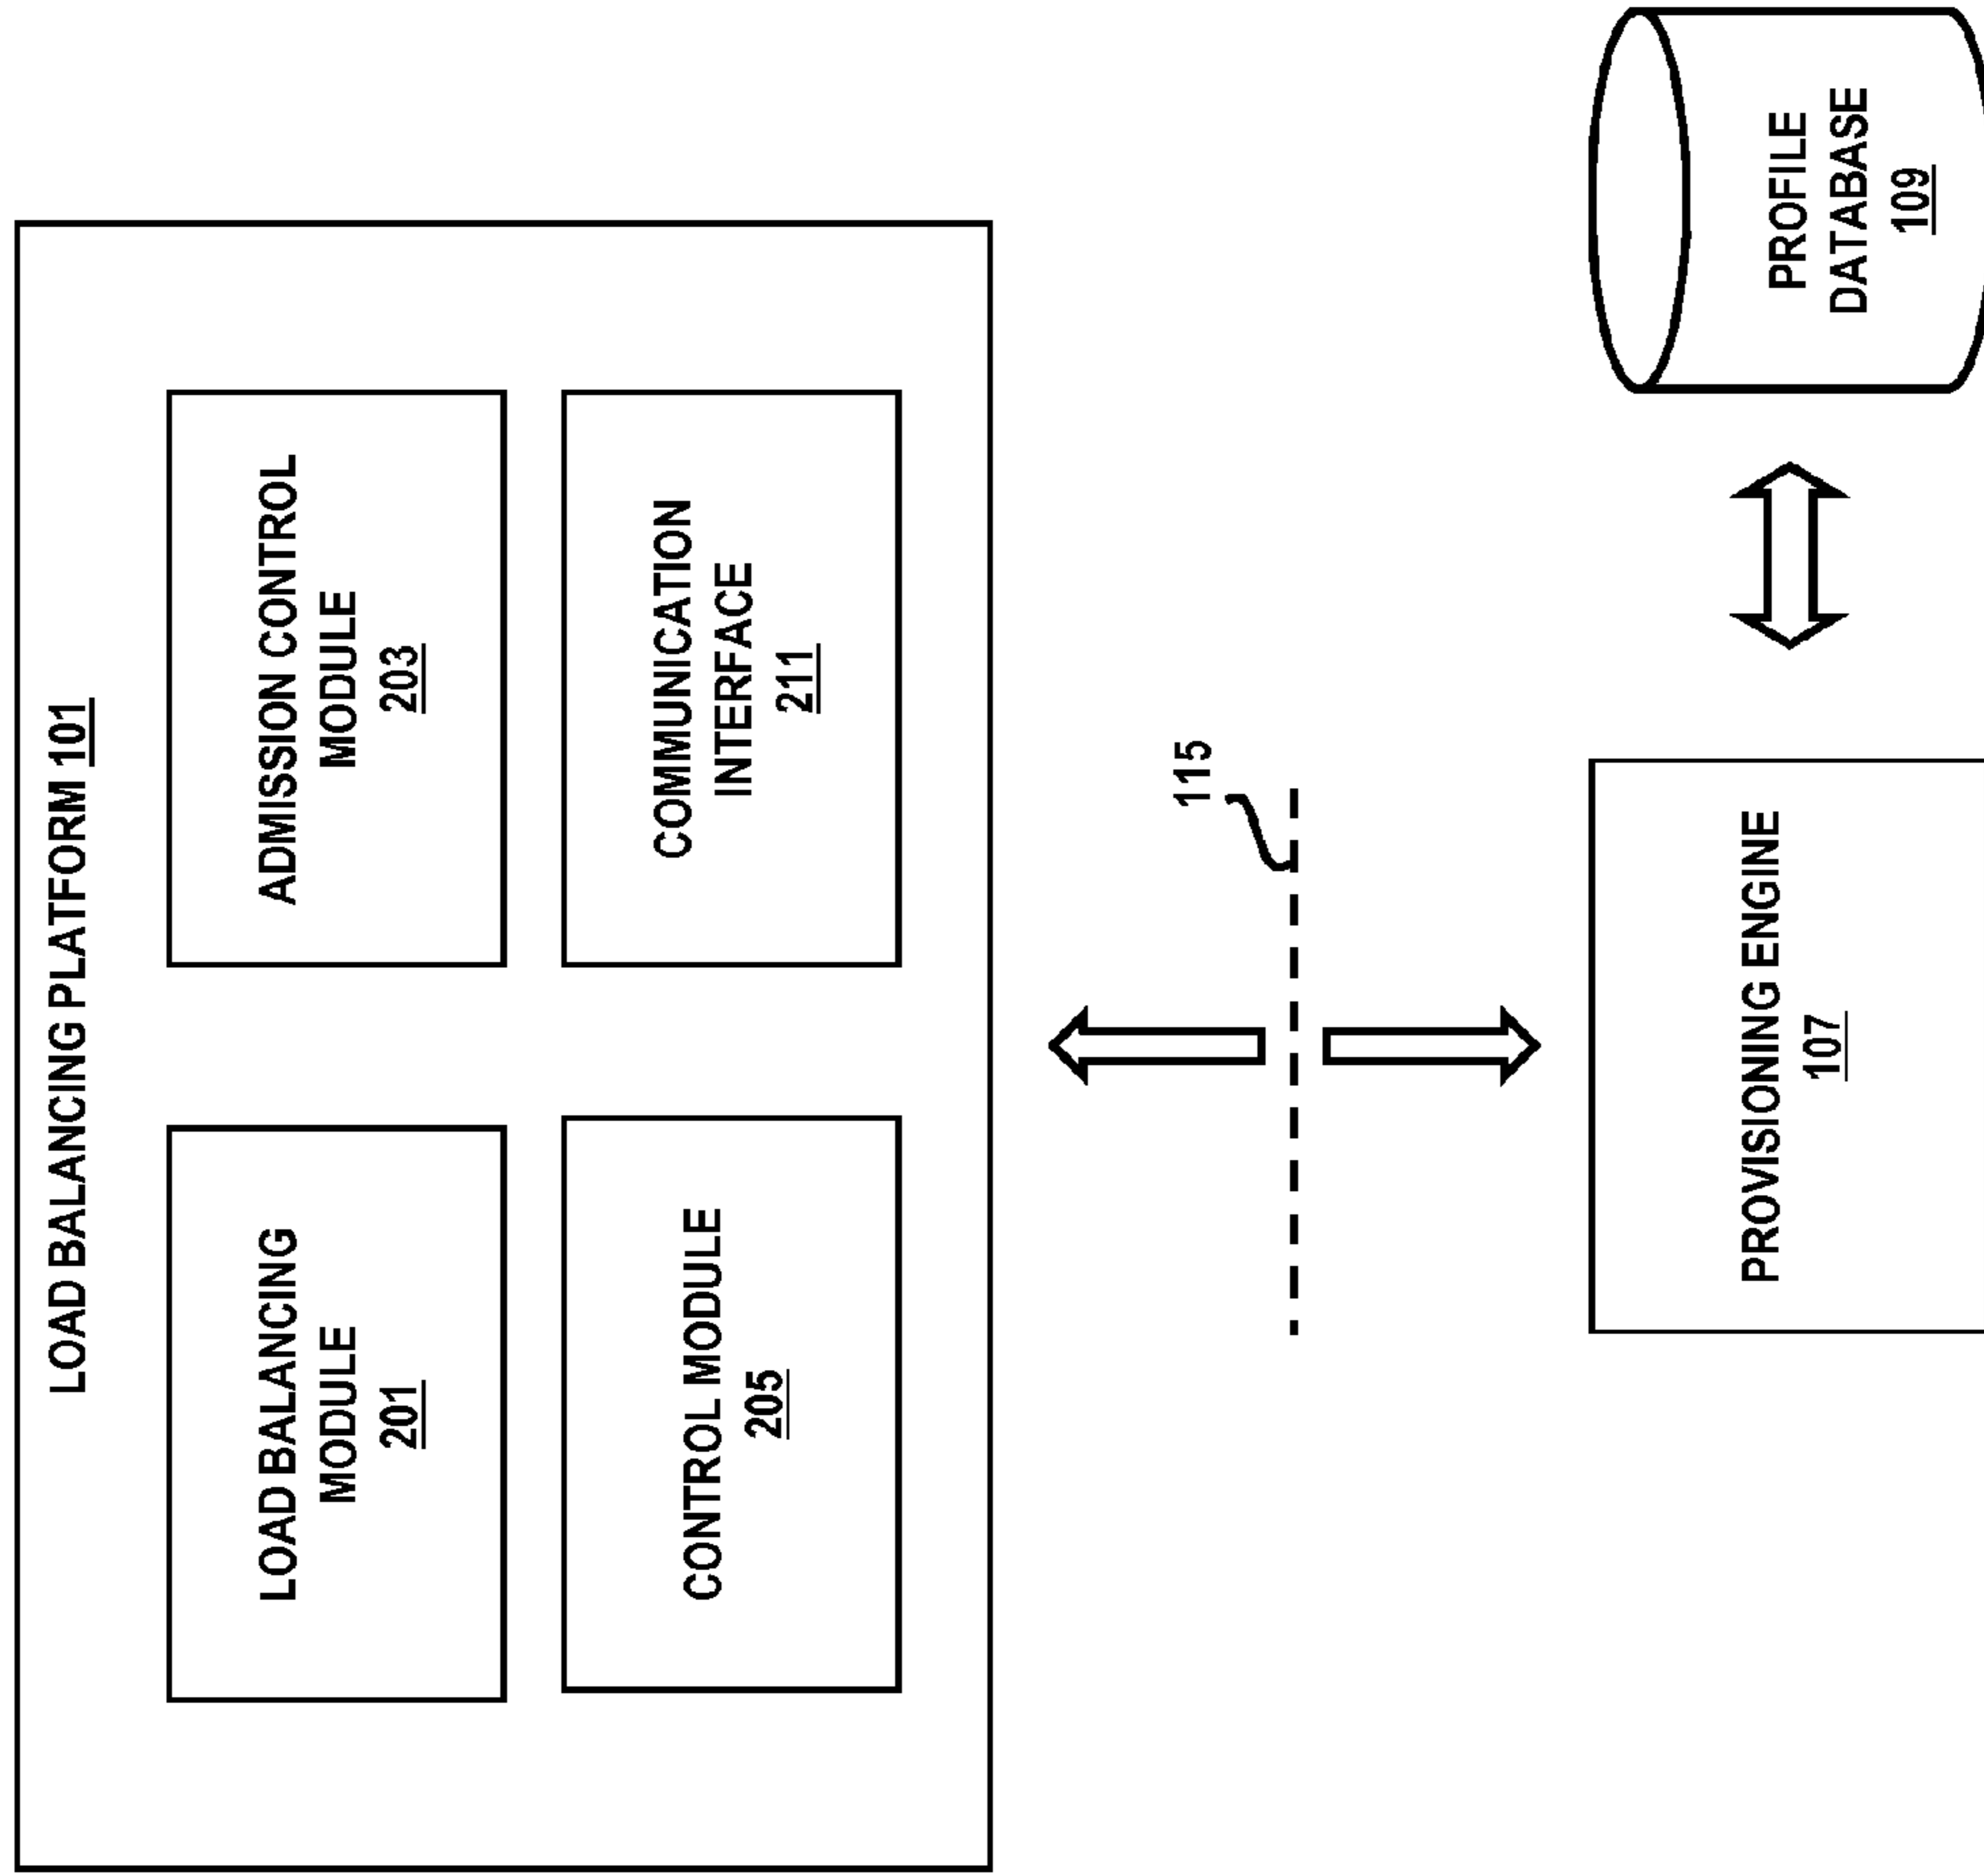 LOAD BALANCING PLATFORM 101
LOAD BALANCING
MODULE
201
ADMISSION CONTROL
MODULE
203
CONTROL MODULE
205
COMMUNICATION
INTERFACE
211
115
PROVISIONING ENGINE
107
PROFILE
DATABASE
109